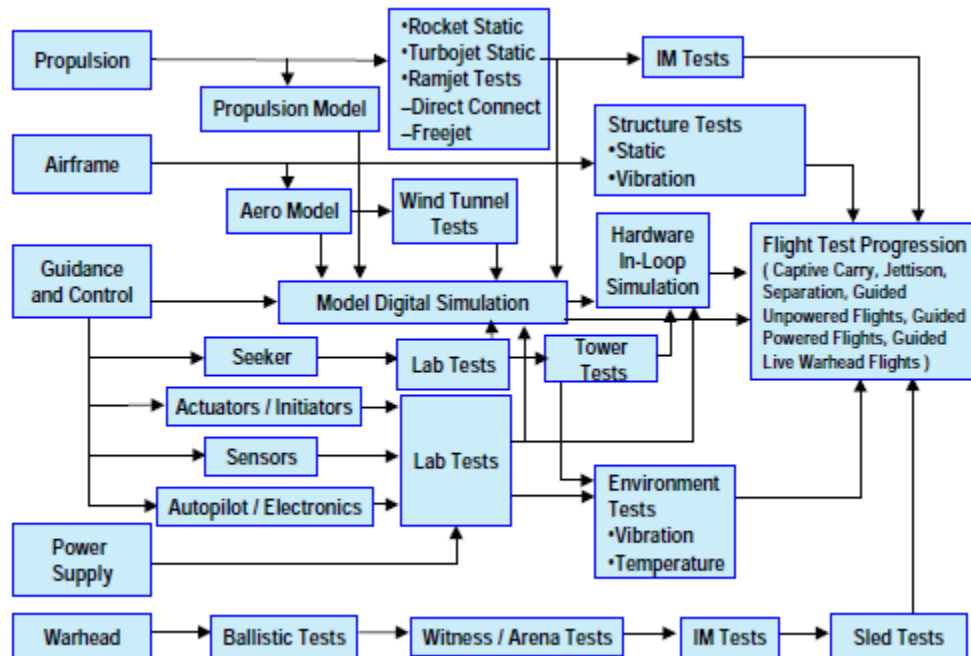 Propulsion
•Rocket Static
•Turbojet Static
•Ramjet Tests
–Direct Connect
–Freejet
IM Tests
Propulsion Model
Airframe
Structure Tests
•Static
•Vibration
Aero Model
Wind Tunnel
Tests
Hardware
In-Loop
Simulation
Flight Test Progression
( Captive Carry, Jettison,
Separation, Guided
Unpowered Flights, Guided
Powered Flights, Guided
Live Warhead Flights )
Guidance
and Control
Model Digital Simulation
Seeker
Lab Tests
Tower
Tests
Actuators / Initiators
Sensors
Lab Tests
Autopilot / Electronics
Environment
Tests
•Vibration
•Temperature
Power
Supply
Warhead
Ballistic Tests
Witness / Arena Tests
IM Tests
Sled Tests